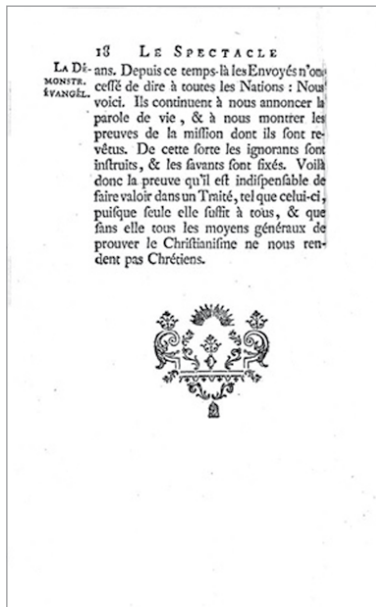 18 LE SPECTACLE
LA DÉ-
MONSTR.
ÉVANGÉL.
ans. Depuis ce temps-là les Envoyés n'ont
ceſſé de dire à toutes les Nations : Nous
voici. Ils continuent à nous annoncer la
parole de vie, & à nous montrer les
preuves de la miſſion dont ils ſont re-
vêtus. De cette ſorte les ignorans ſont
inſtruits, & les ſavants ſont fixés. Voilà
donc la preuve qu'il eſt indiſpenſable de
faire valoir dans un Traité, tel que celui-ci,
puiſque ſeule elle ſuffit à tous, & que
ſans elle tous les moyens généraux de
prouver le Chriſtianiſme ne nous ren-
dent pas Chrétiens.